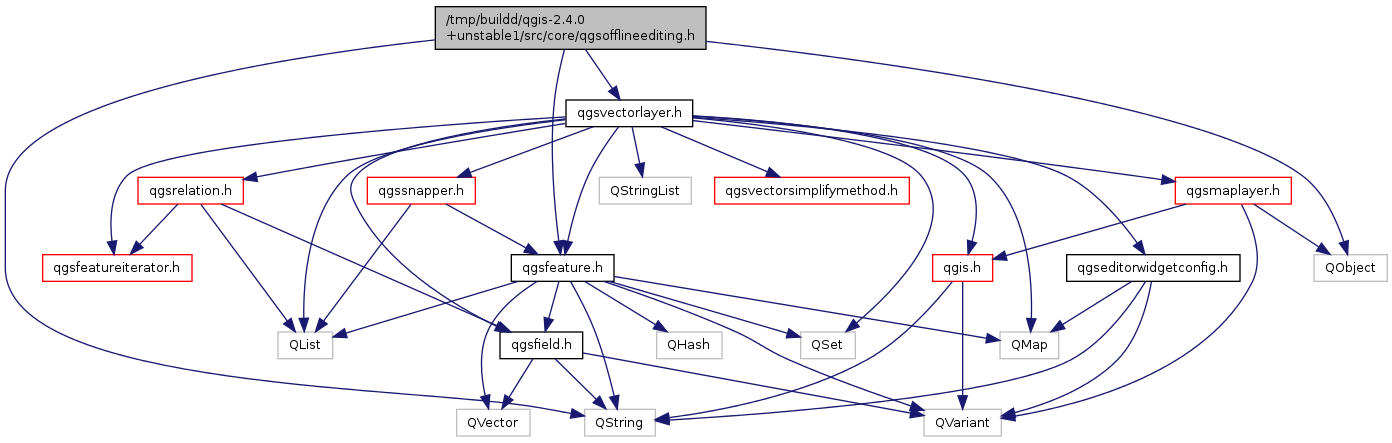 /tmp/buildd/qgis-2.4.0
+unstable1/src/core/qgsofflineediting.h
qgsvectorlayer.h
qgsrelation.h
qgssnapper.h
QStringList
qgsvectorsimplifymethod.h
qgsmaplayer.h
qgsfeatureiterator.h
qgsfeature.h
qgis.h
qgseditorwidgetconfig.h
QObject
QList
qgsfield.h
QHash
QSet
QMap
QVector
QString
QVariant